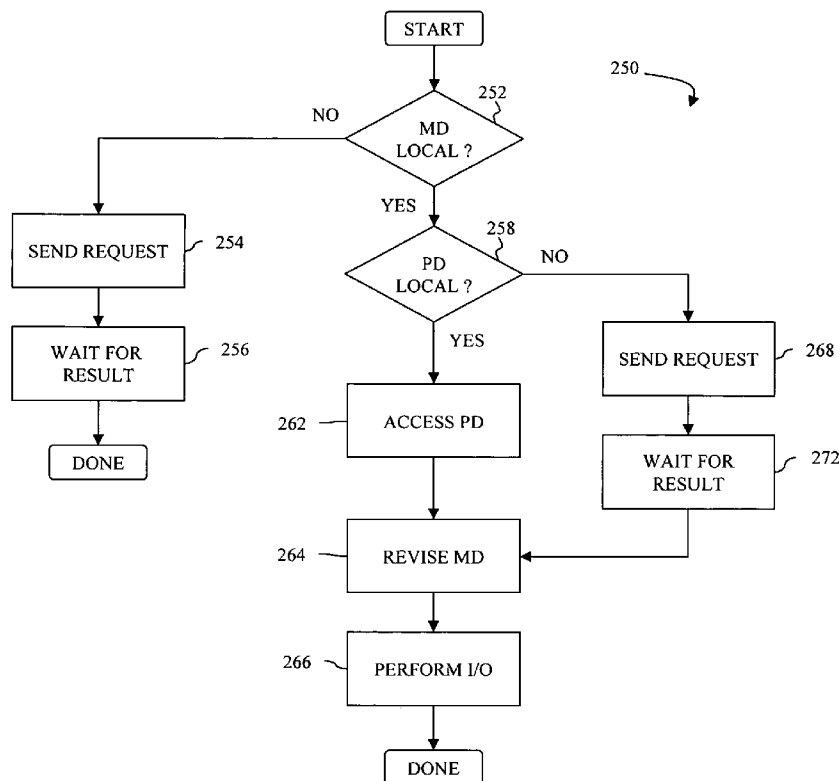 START
250
252
NO
MD
LOCAL ?
YES
258
254
SEND REQUEST
PD
LOCAL ?
NO
YES
256
WAIT FOR
RESULT
268
SEND REQUEST
262
ACCESS PD
DONE
272
WAIT FOR
RESULT
264
REVISE MD
266
PERFORM I/O
DONE